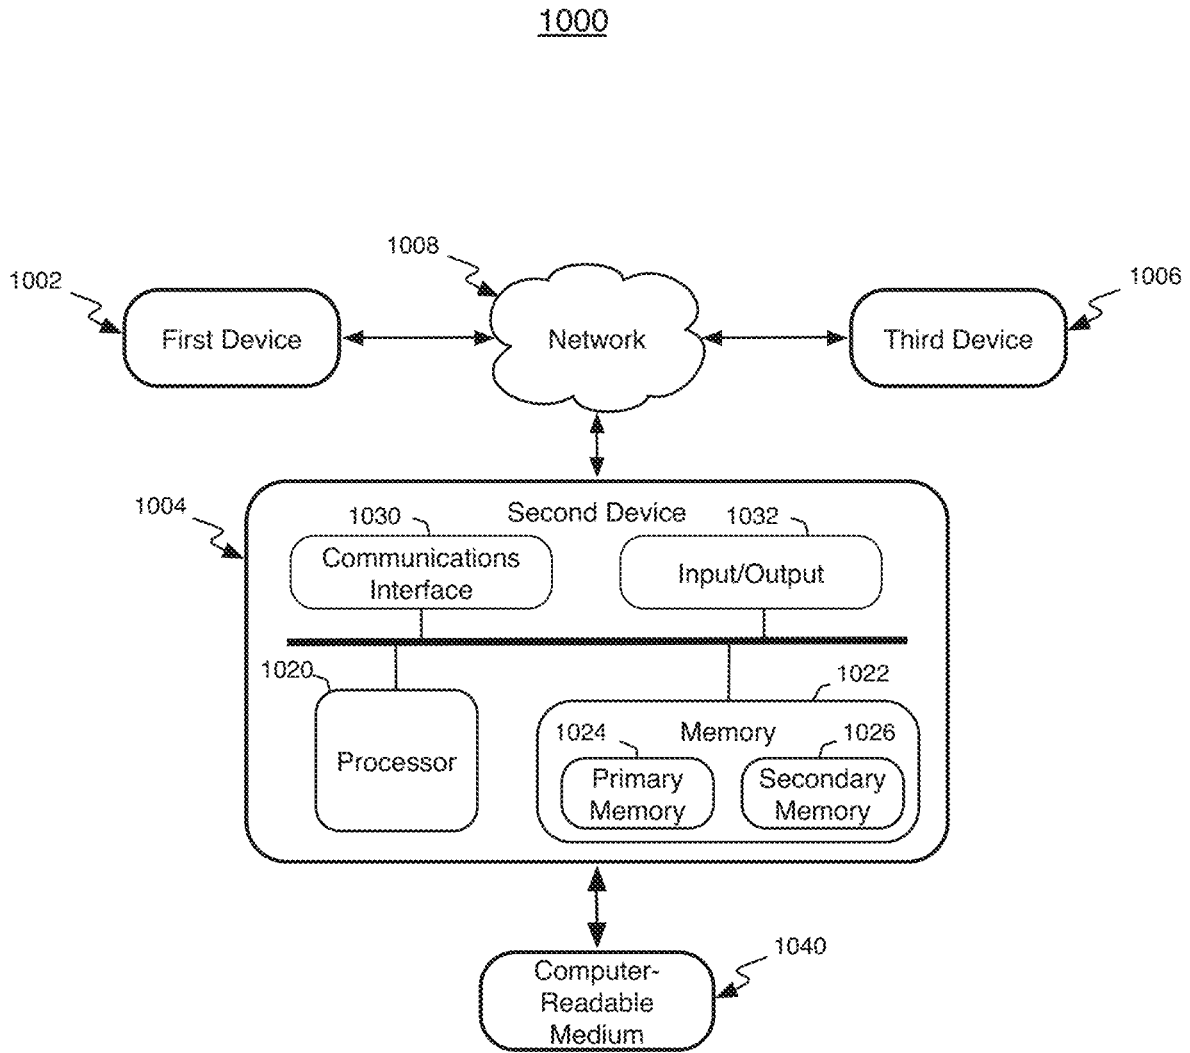 1000
1008
1002
1006
First Device
Network
Third Device
1004
Second Device
1030
1032
Communications
Interface
Input/Output
1020
1022
Memory
1024
1026
Processor
Primary
Memory
Secondary
Memory
1040
Computer-
Readable
Medium